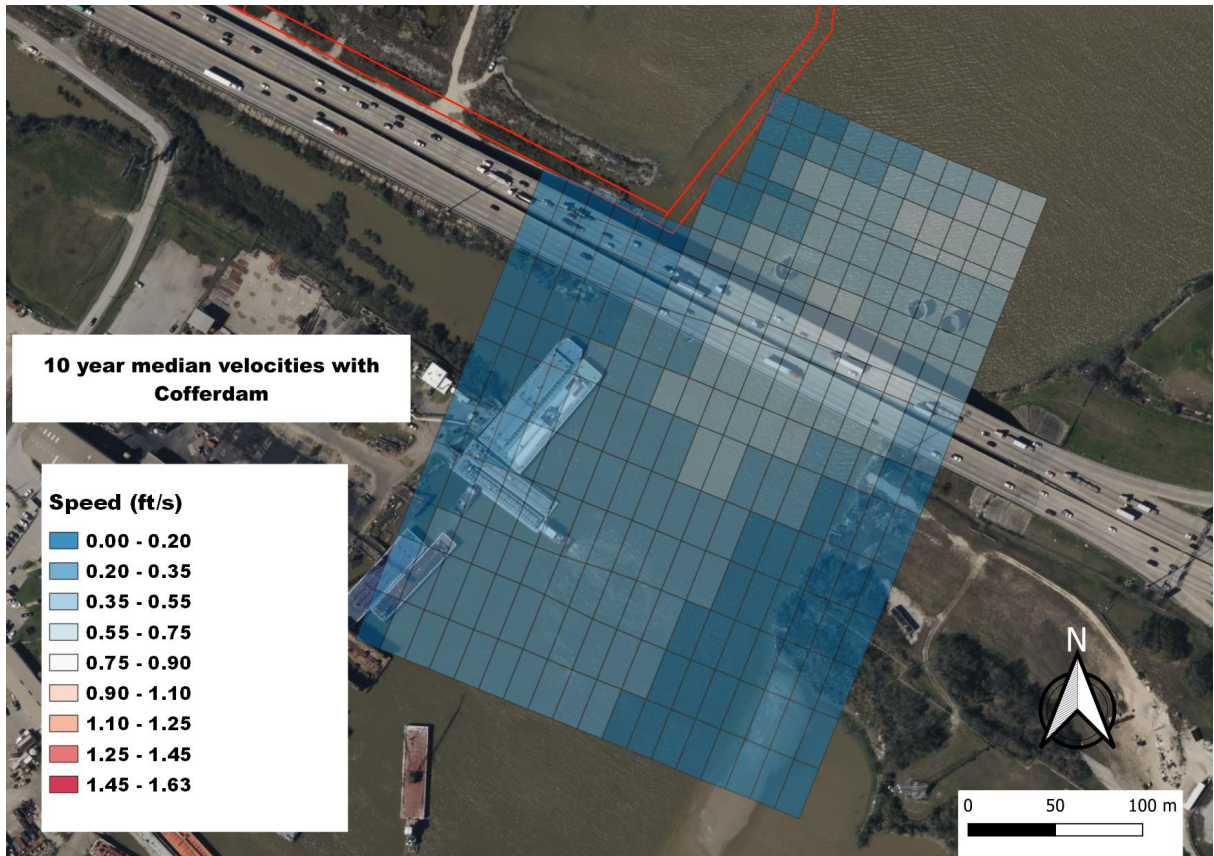 10 year median velocities with
Cofferdam
Speed (ft/s)
0.00 - 0.20
0.20 - 0.35
0.35 - 0.55
0.55 - 0.75
0.75 - 0.90
0.90 - 1.10
1.10 - 1.25
1.25 - 1.45
1.45 - 1.63
N
0 50 100 m